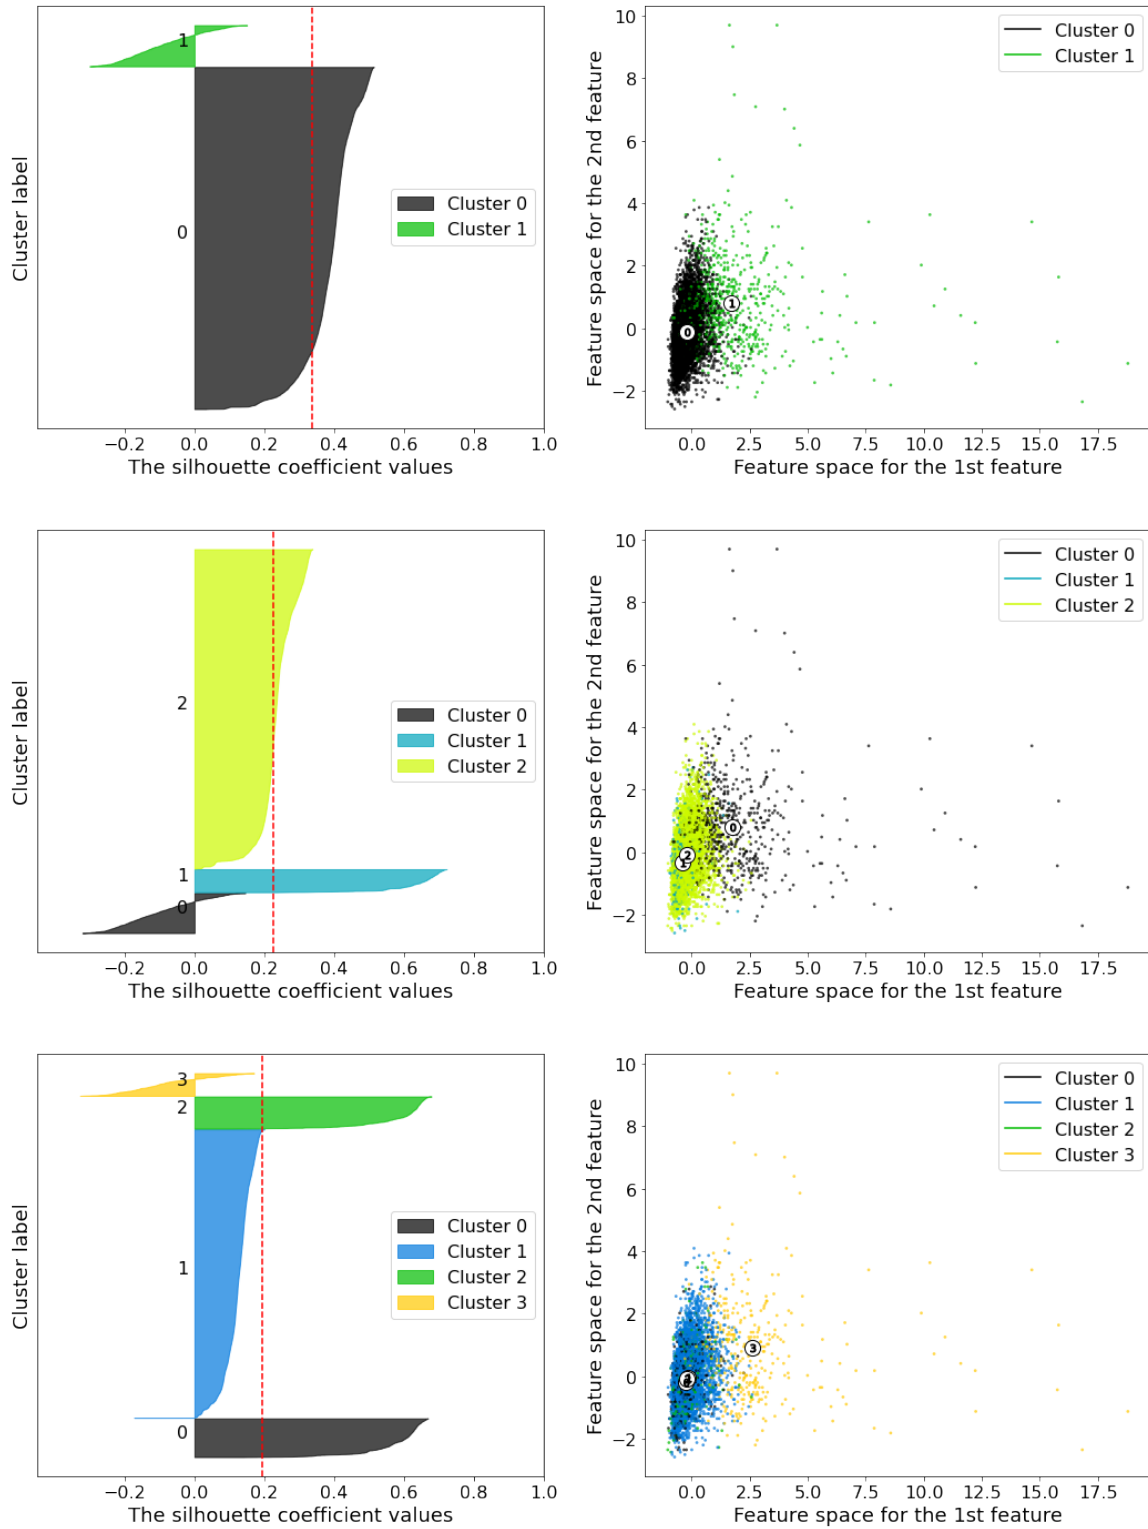 Cluster label
1
0
Cluster 0
Cluster 1
−0.2 0.0 0.2 0.4 0.6 0.8 1.0
The silhouette coefficient values
Feature space for the 2nd feature
10
8
6
4
2
0
−2
Cluster 0
Cluster 1
1
0
0.0 2.5 5.0 7.5 10.0 12.5 15.0 17.5
Feature space for the 1st feature
Cluster label
2
1
0
Cluster 0
Cluster 1
Cluster 2
−0.2 0.0 0.2 0.4 0.6 0.8 1.0
The silhouette coefficient values
Feature space for the 2nd feature
10
8
6
4
2
0
−2
Cluster 0
Cluster 1
Cluster 2
0
2
1
0.0 2.5 5.0 7.5 10.0 12.5 15.0 17.5
Feature space for the 1st feature
Cluster label
3
2
1
0
Cluster 0
Cluster 1
Cluster 2
Cluster 3
−0.2 0.0 0.2 0.4 0.6 0.8 1.0
The silhouette coefficient values
Feature space for the 2nd feature
10
8
6
4
2
0
−2
Cluster 0
Cluster 1
Cluster 2
Cluster 3
3
0.0 2.5 5.0 7.5 10.0 12.5 15.0 17.5
Feature space for the 1st feature